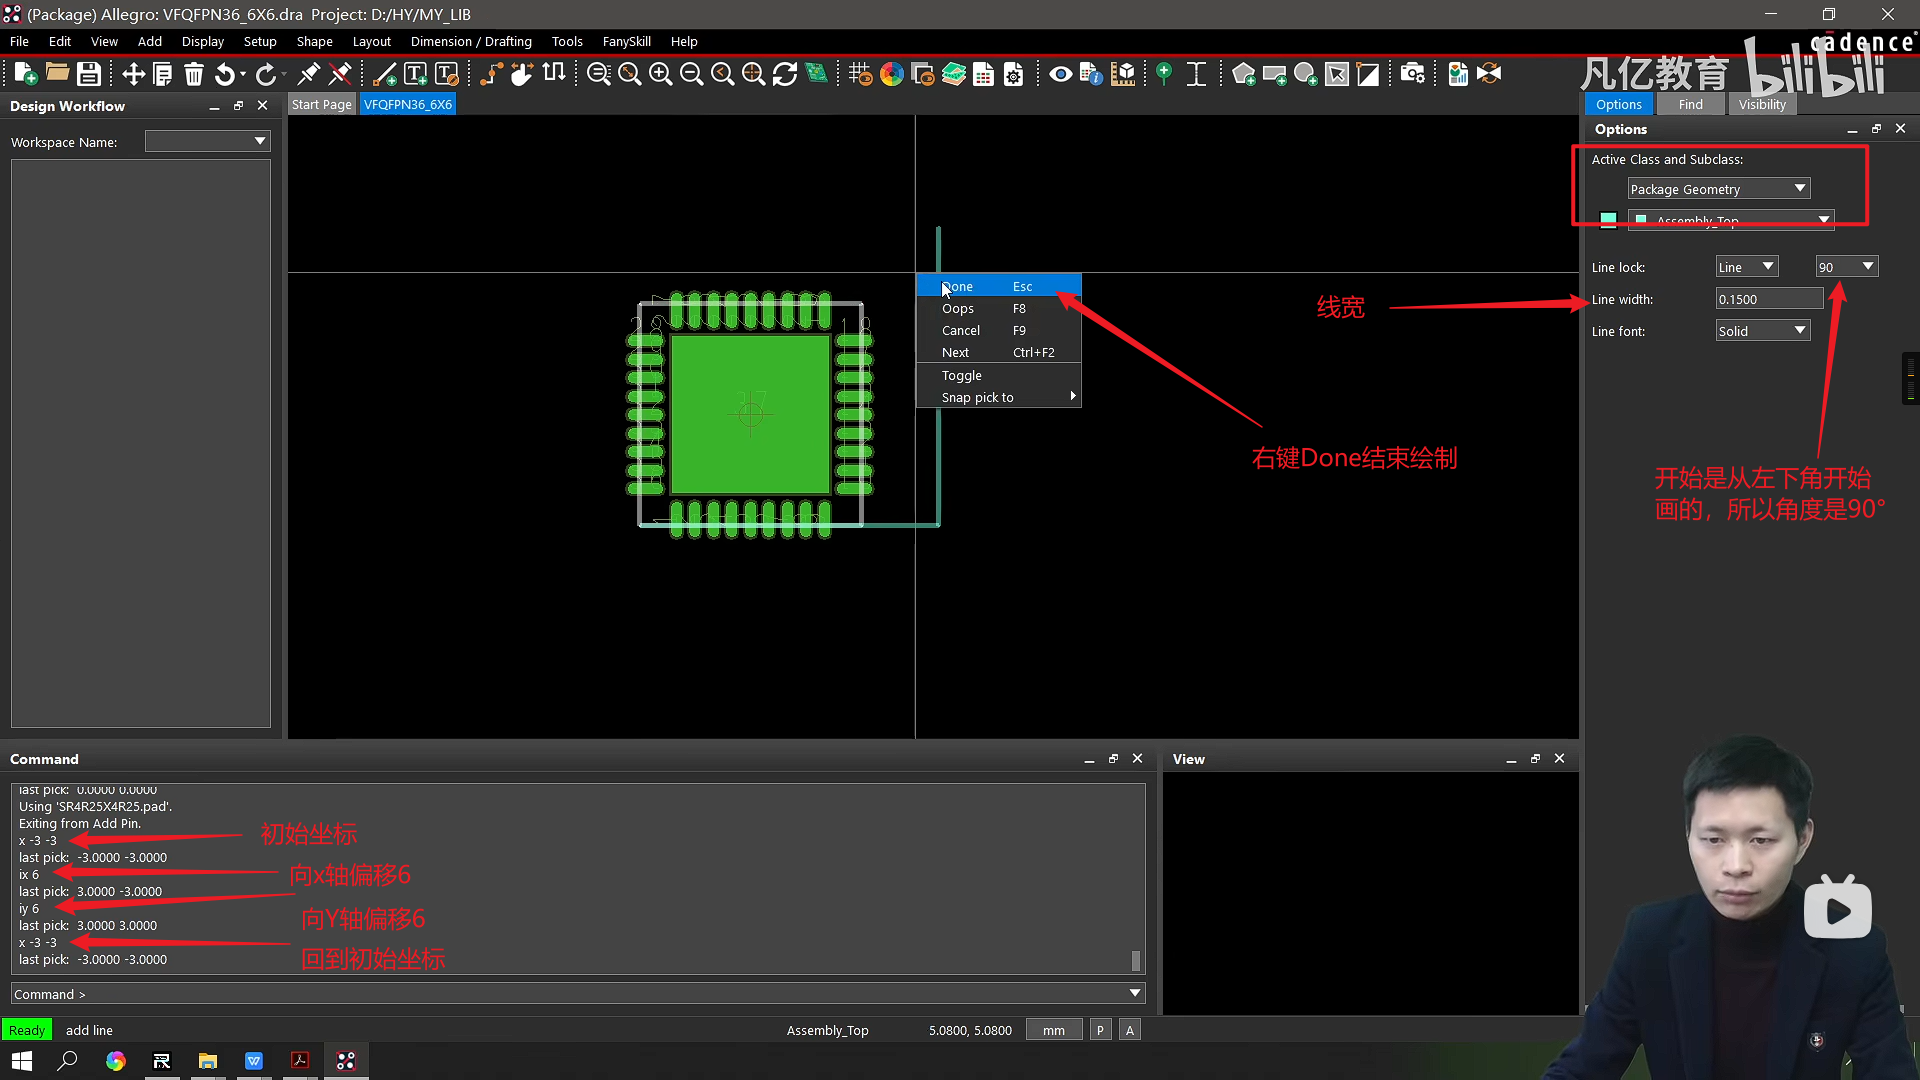 (Package) Allegro: VFQFPN36_6X6.dra Project: D:/HY/MY_LIB
File Edit View Add Display Setup Shape Layout Dimension / Drafting Tools FanySkill Help
cādence
凡亿教育 bilibili
Design Workflow
Start Page VFQFPN36_6X6
Options Find Visibility
Workspace Name:
Options
Active Class and Subclass:
Package Geometry
Assembly_Top
Line lock: Line 90
Line width: 0.1500
Line font: Solid
Done Esc
Oops F8
Cancel F9
Next Ctrl+F2
Toggle
Snap pick to
线宽
右键Done结束绘制
开始是从左下角开始
画的，所以角度是90°
37
Command
last pick: 0.0000 0.0000
Using 'SR4R25X4R25.pad'.
Exiting from Add Pin.
x -3 -3
last pick: -3.0000 -3.0000
ix 6
last pick: 3.0000 -3.0000
iy 6
last pick: 3.0000 3.0000
x -3 -3
last pick: -3.0000 -3.0000
初始坐标
向x轴偏移6
向Y轴偏移6
回到初始坐标
Command >
View
Ready add line Assembly_Top 5.0800, 5.0800 mm P A